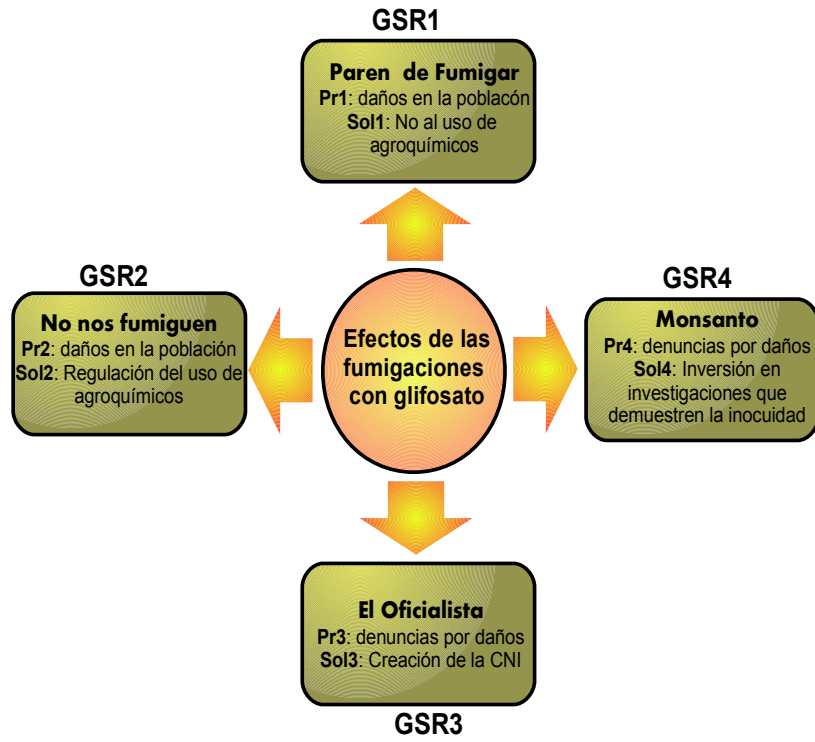 GSR1
Paren de Fumigar
Pr1: daños en la poblacón
Sol1: No al uso de
agroquímicos
GSR2
No nos fumiguen
Pr2: daños en la población
Sol2: Regulación del uso de
agroquímicos
Efectos de las
fumigaciones
con glifosato
GSR4
Monsanto
Pr4: denuncias por daños
Sol4: Inversión en
investigaciones que
demuestren la inocuidad
El Oficialista
Pr3: denuncias por daños
Sol3: Creación de la CNI
GSR3